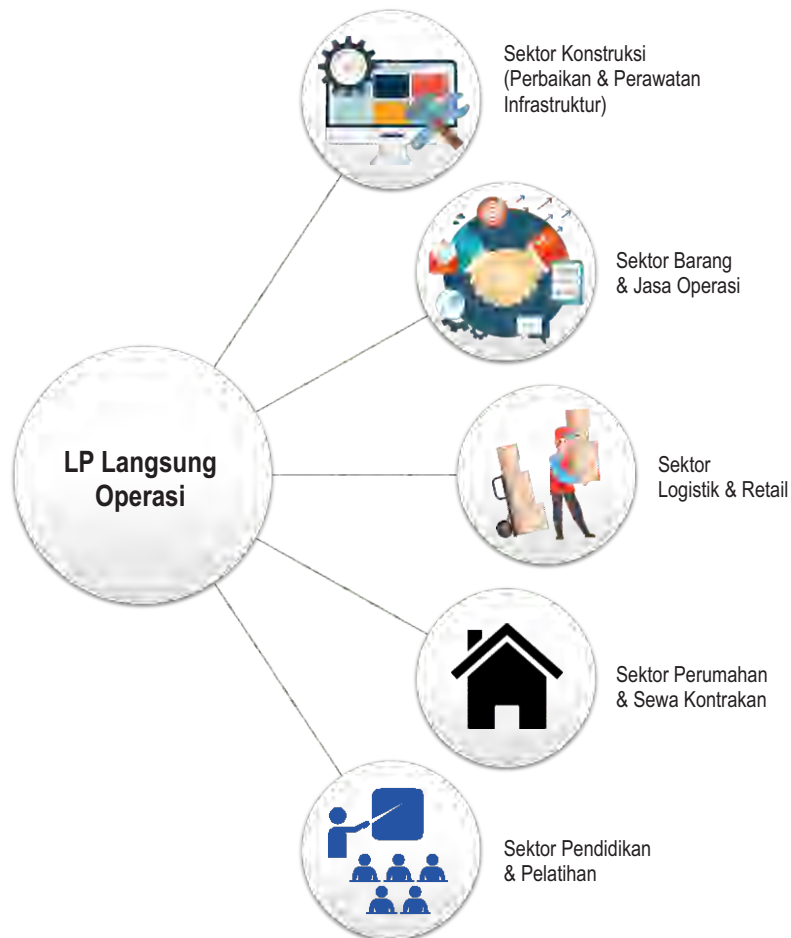 Sektor Konstruksi
(Perbaikan & Perawatan
Infrastruktur)
Sektor Barang
& Jasa Operasi
LP Langsung
Operasi
Sektor
Logistik & Retail
Sektor Perumahan
& Sewa Kontrakan
Sektor Pendidikan
& Pelatihan